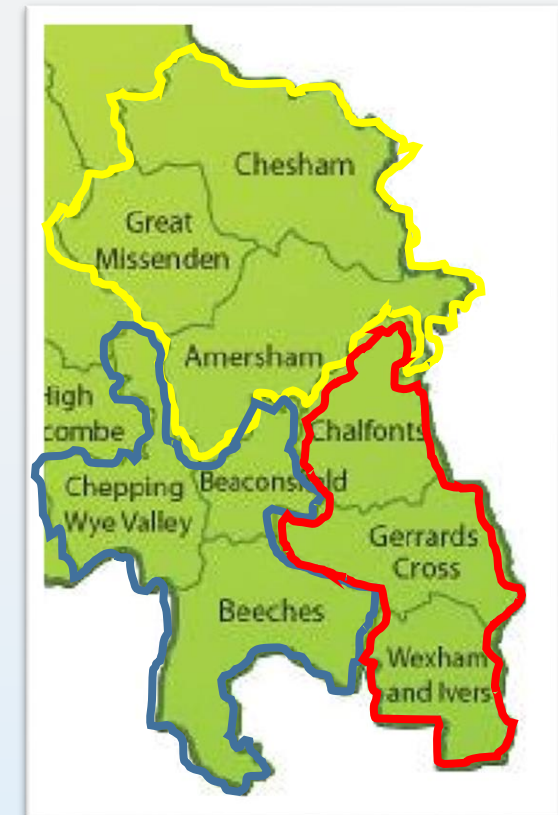 Chesham
Great
Missenden
Amersham
High
combe
Chalfonts
Chepping
Wye Valley
Beaconsfield
Gerrards
Cross
Beeches
Wexham
and Ivers